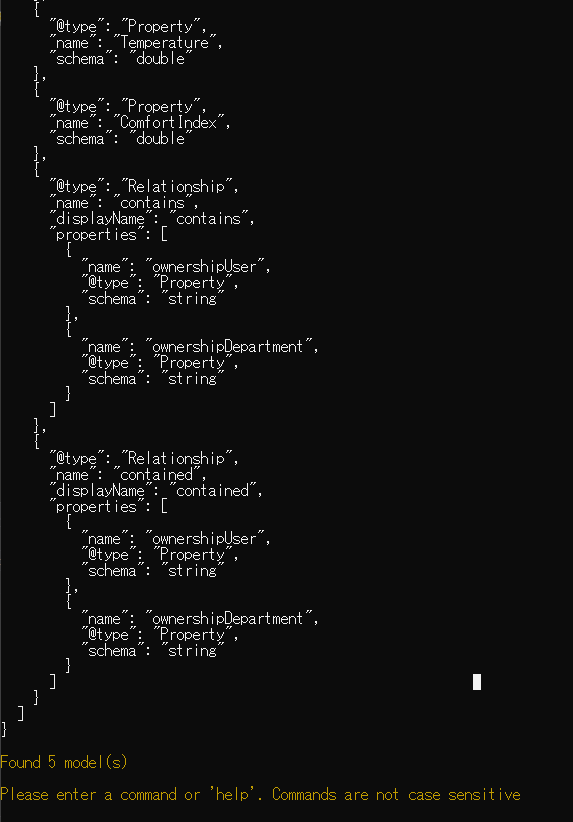 {
"@type": "Property",
"name": "Temperature",
"schema": "double"
},
{
"@type": "Property",
"name": "ComfortIndex",
"schema": "double"
},
{
"@type": "Relationship",
"name": "contains",
"displayName": "contains",
"properties": [
{
"name": "ownershipUser",
"@type": "Property",
"schema": "string"
},
{
"name": "ownershipDepartment",
"@type": "Property",
"schema": "string"
}
]
},
{
"@type": "Relationship",
"name": "contained",
"displayName": "contained",
"properties": [
{
"name": "ownershipUser",
"@type": "Property",
"schema": "string"
},
{
"name": "ownershipDepartment",
"@type": "Property",
"schema": "string"
}
]
}
]
}
Found 5 model(s)
Please enter a command or 'help'. Commands are not case sensitive